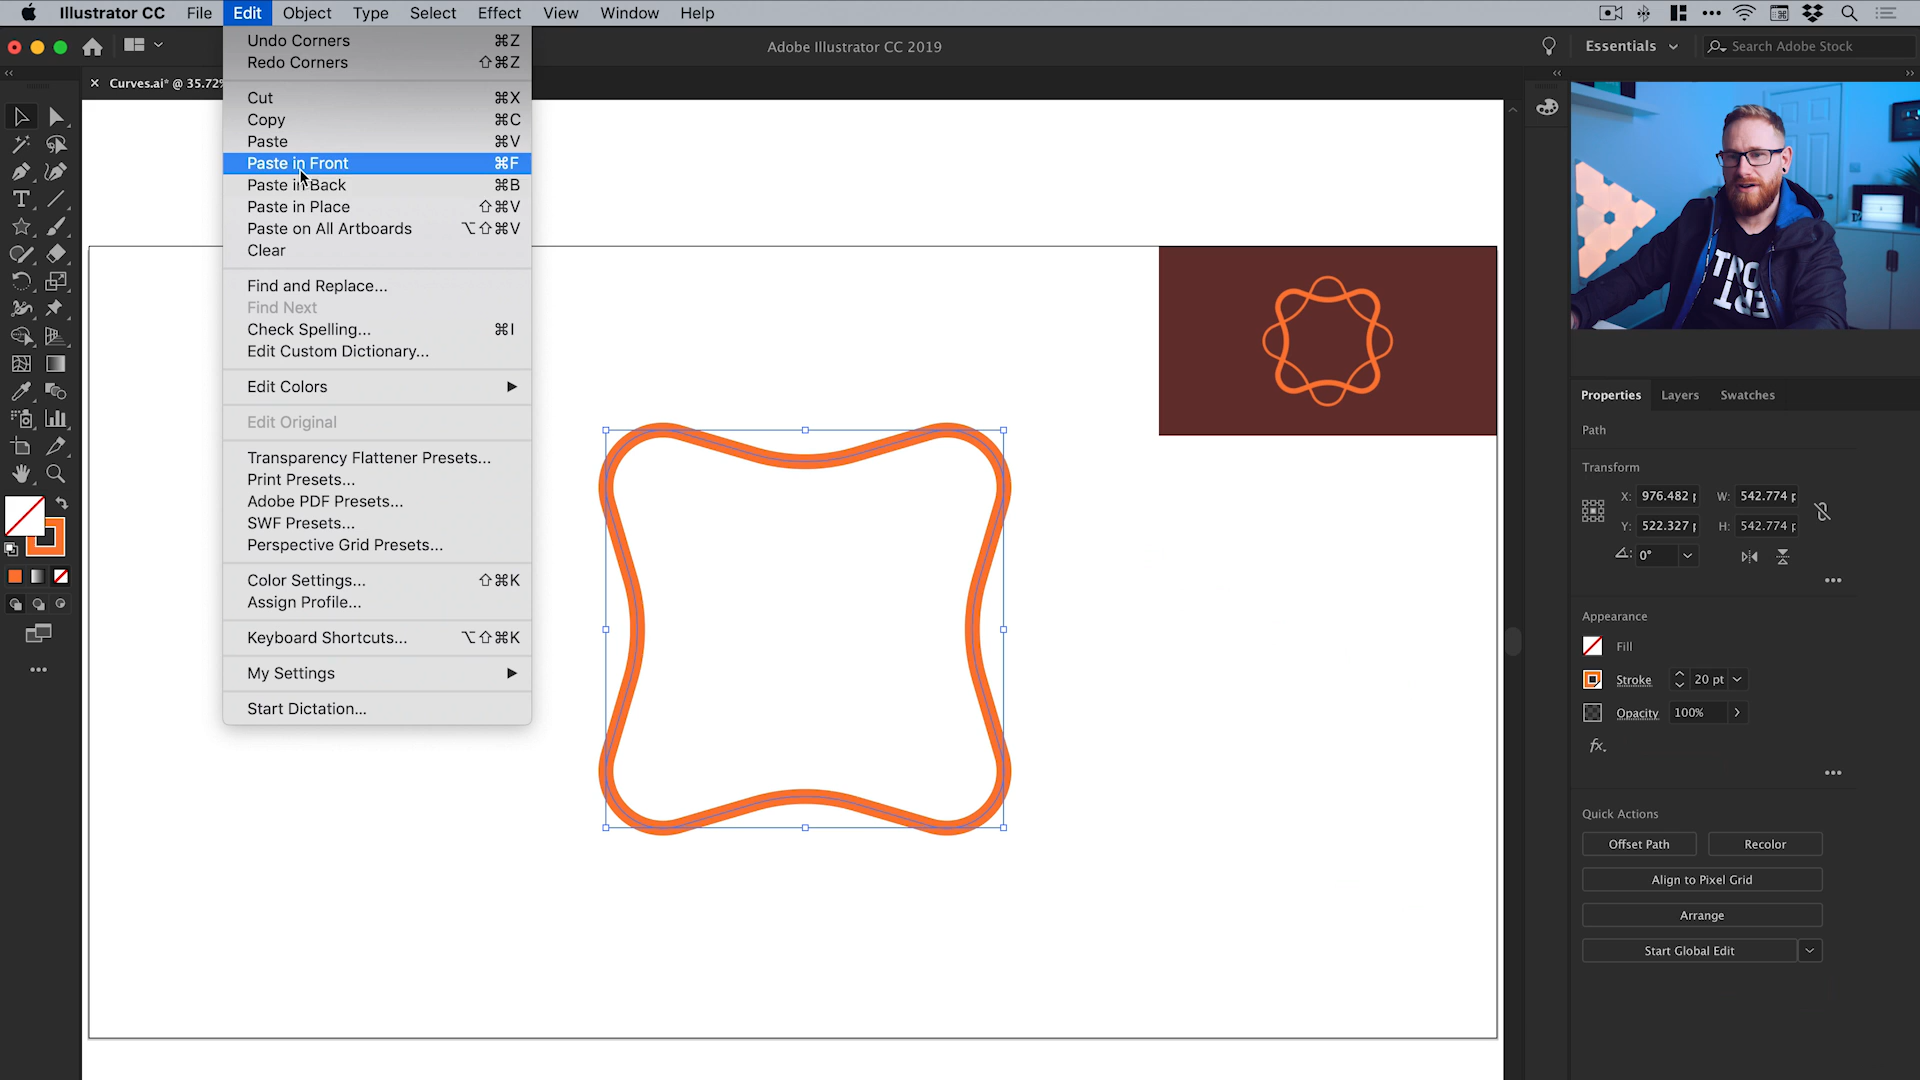 Illustrator CC File Edit Object Type Select Effect View Window Help
Adobe Illustrator CC 2019
Essentials
Search Adobe Stock
Curves.ai* @ 35.72%
Undo Corners ⌘Z
Redo Corners ⇧⌘Z
Cut ⌘X
Copy ⌘C
Paste ⌘V
Paste in Front ⌘F
Paste in Back ⌘B
Paste in Place ⇧⌘V
Paste on All Artboards ⌥⇧⌘V
Clear
Find and Replace...
Find Next
Check Spelling... ⌘I
Edit Custom Dictionary...
Edit Colors
Edit Original
Transparency Flattener Presets...
Print Presets...
Adobe PDF Presets...
SWF Presets...
Perspective Grid Presets...
Color Settings... ⇧⌘K
Assign Profile...
Keyboard Shortcuts... ⌥⇧⌘K
My Settings
Start Dictation...
Properties Layers Swatches
Path
Transform
X: 976.482 p W: 542.774 p
Y: 522.327 p H: 542.774 p
0°
Appearance
Fill
Stroke 20 pt
Opacity 100%
fx.
Quick Actions
Offset Path Recolor
Align to Pixel Grid
Arrange
Start Global Edit